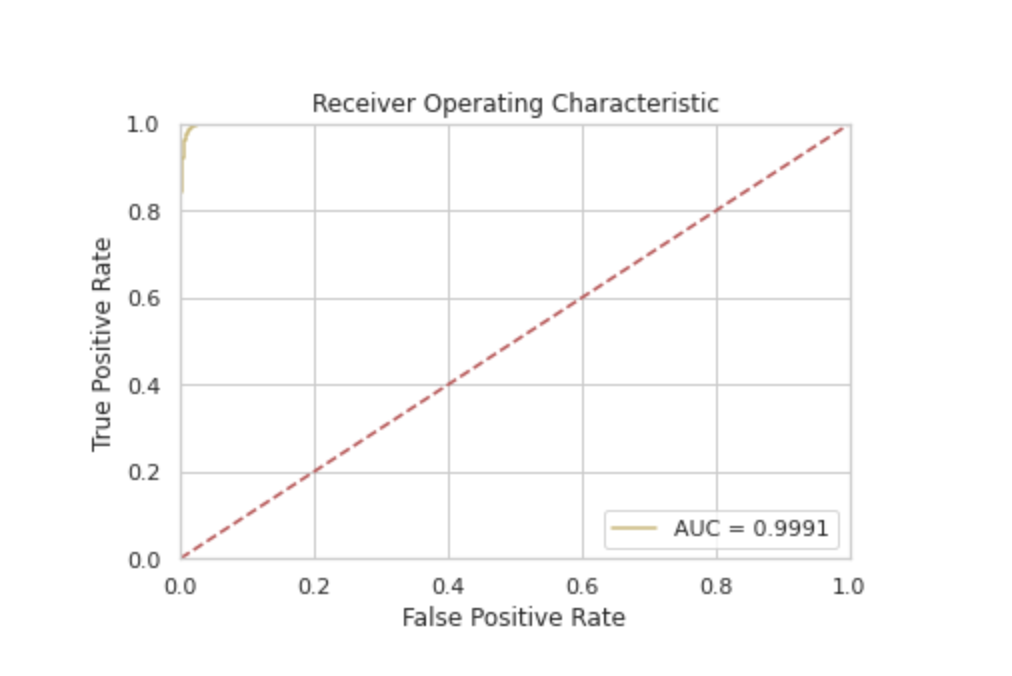 Receiver Operating Characteristic
1.0
0.8
0.6
0.4
0.2
0.0
True Positive Rate
AUC = 0.9991
0.0 0.2 0.4 0.6 0.8 1.0
False Positive Rate